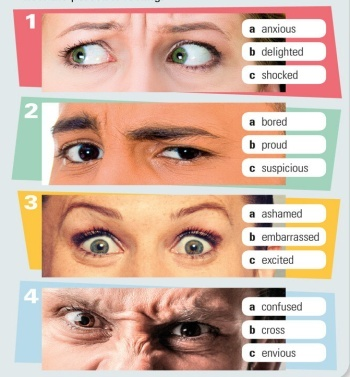 1
a anxious
b delighted
c shocked
2
a bored
b proud
c suspicious
3
a ashamed
b embarrassed
c excited
4
a confused
b cross
c envious